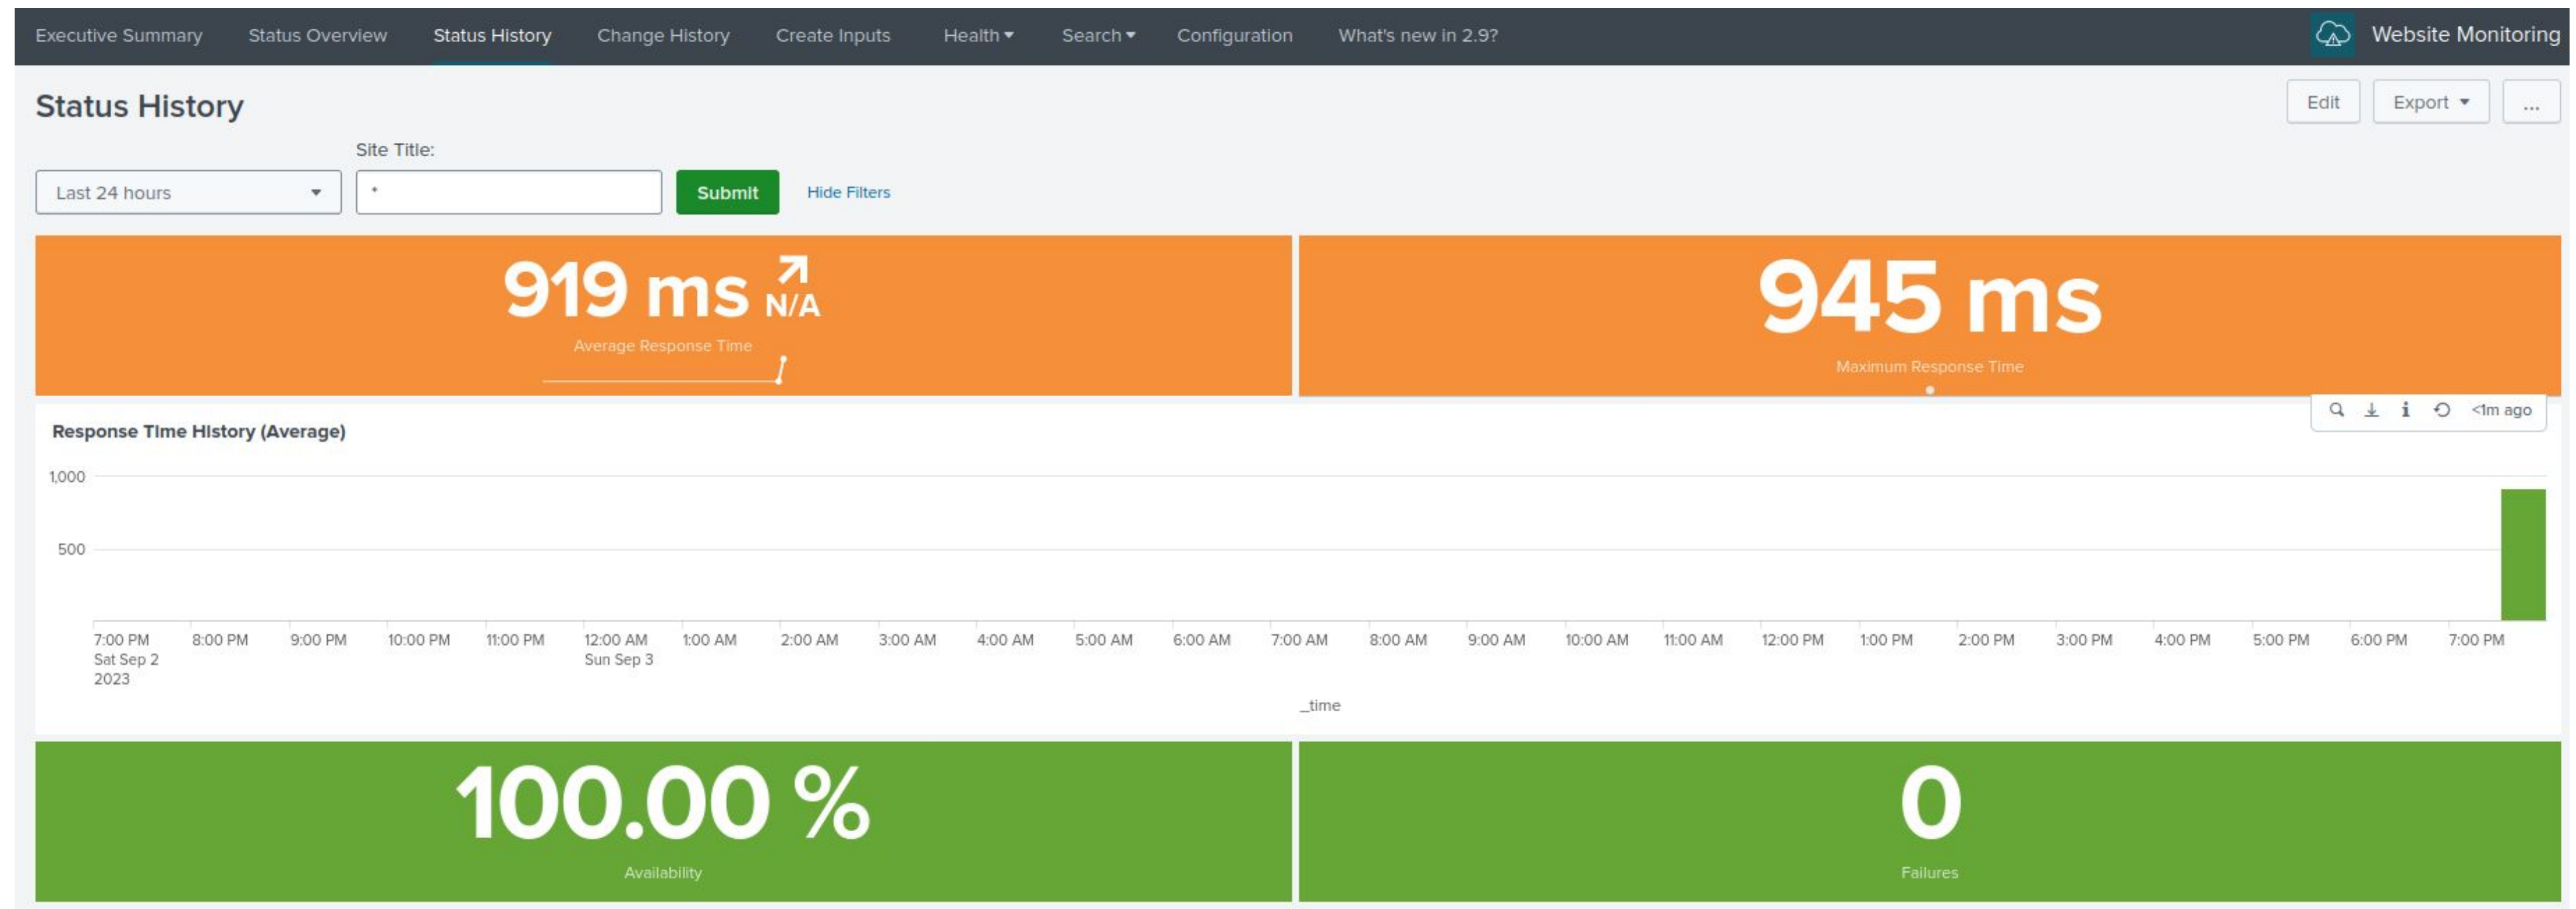 Executive Summary Status Overview Status History Change History Create Inputs Health Search Configuration What's new in 2.9? Website Monitoring
Status History
Edit Export ...
Site Title:
Last 24 hours * Submit Hide Filters
919 ms N/A
Average Response Time
945 ms
Maximum Response Time
<1m ago
Response Time History (Average)
1,000
500
7:00 PM 8:00 PM 9:00 PM 10:00 PM 11:00 PM 12:00 AM 1:00 AM 2:00 AM 3:00 AM 4:00 AM 5:00 AM 6:00 AM 7:00 AM 8:00 AM 9:00 AM 10:00 AM 11:00 AM 12:00 PM 1:00 PM 2:00 PM 3:00 PM 4:00 PM 5:00 PM 6:00 PM 7:00 PM
Sat Sep 2 Sun Sep 3
2023
_time
100.00 %
Availability
0
Failures